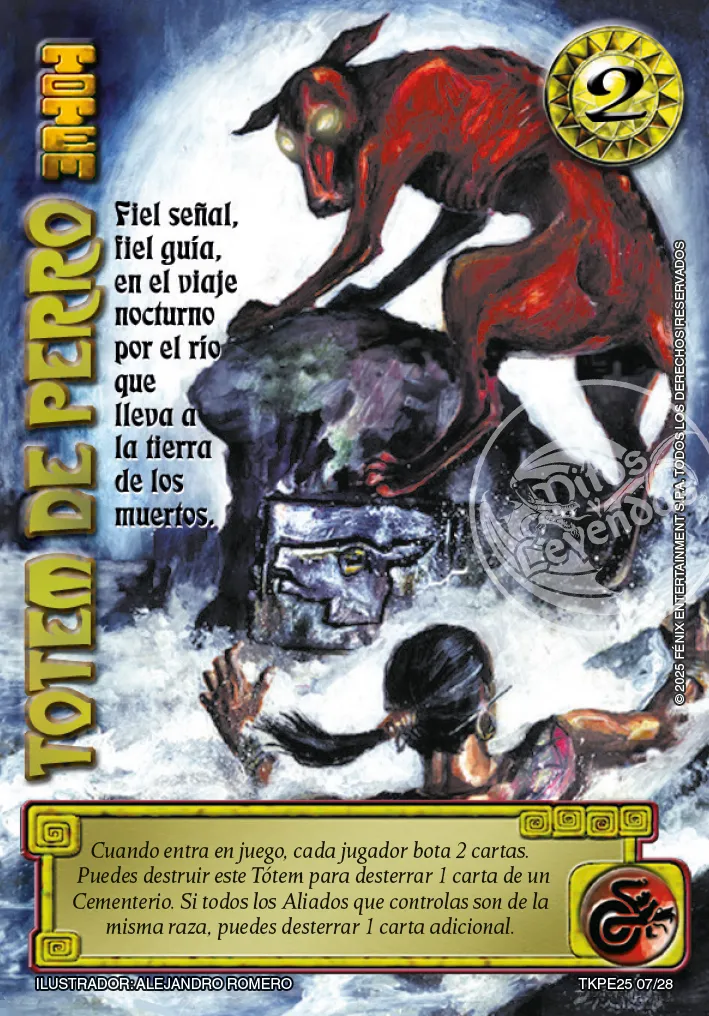 TOTEM
2
TOTEM DE PERRO
Fiel señal,
fiel guía,
en el viaje
nocturno
por el río
que
lleva a
la tierra
de los
muertos.
©2025 FÉNIX ENTERTAINMENT S.P.A. TODOS LOS DERECHOS RESERVADOS
Mitos
y
Leyendas
Cuando entra en juego, cada jugador bota 2 cartas.
Puedes destruir este Tótem para desterrar 1 carta de un
Cementerio. Si todos los Aliados que controlas son de la
misma raza, puedes desterrar 1 carta adicional.
ILUSTRADOR: ALEJANDRO ROMERO
TKPE25 07/28